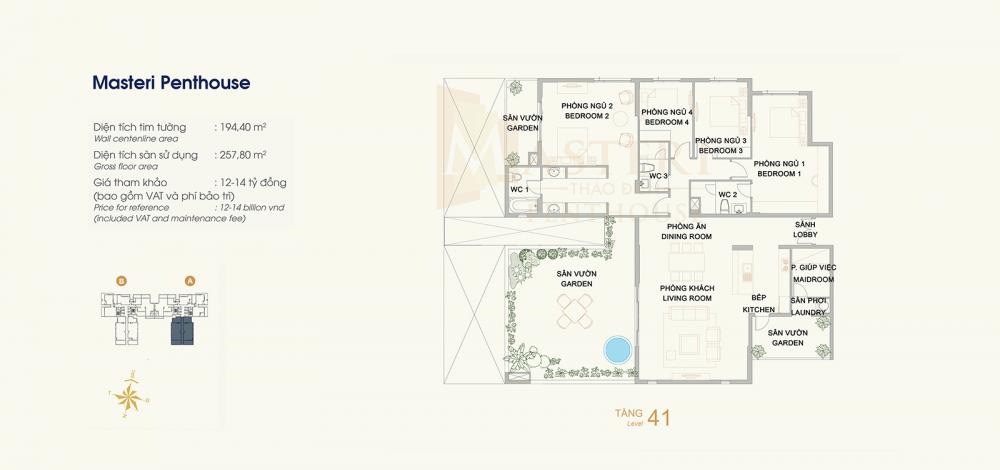 Masteri Penthouse
Diện tích tim tường : 194,40 m²
Wall centenline area
Diện tích sàn sử dụng : 257,80 m²
Gross floor area
Giá tham khảo : 12-14 tỷ đồng
(bao gồm VAT và phí bảo trì)
Price for reference : 12-14 billion vnd
(included VAT and maintenance fee)
B
A
T
B
N
SÂN VƯỜN
GARDEN
PHÒNG NGỦ 2
BEDROOM 2
PHÒNG NGỦ 4
BEDROOM 4
PHÒNG NGỦ 3
BEDROOM 3
PHÒNG NGỦ 1
BEDROOM 1
WC 1
WC 3
WC 2
MASTERI
THẢO ĐIỀN
PENTHOUSE
PHÒNG ĂN
DINING ROOM
SẢNH
LOBBY
SÂN VƯỜN
GARDEN
PHÒNG KHÁCH
LIVING ROOM
BẾP
KITCHEN
P. GIÚP VIỆC
MAIDROOM
SÂN PHƠI
LAUNDRY
SÂN VƯỜN
GARDEN
TẦNG 41
Level